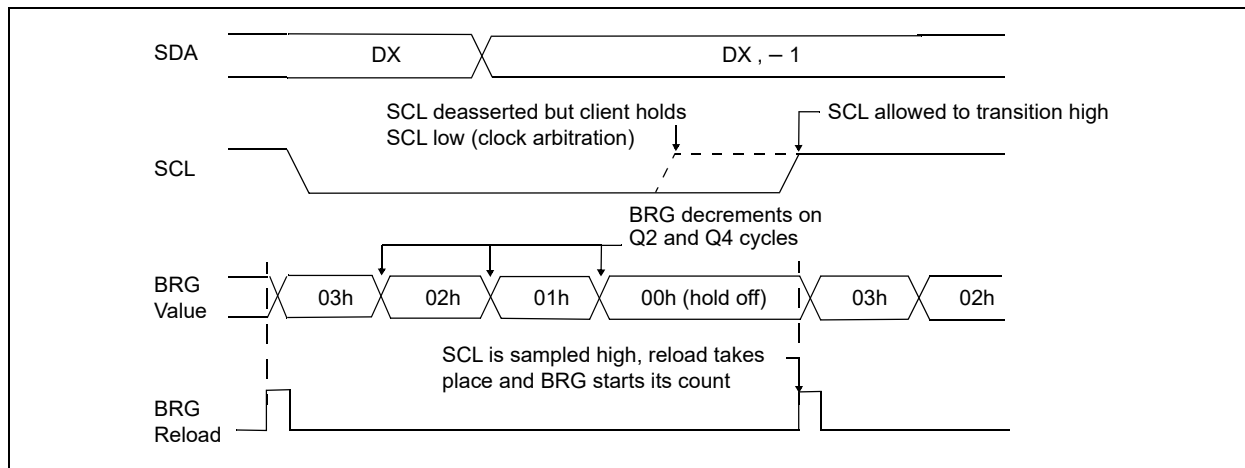 SDA
DX
DX , – 1
SCL deasserted but client holds
SCL low (clock arbitration)
SCL allowed to transition high
SCL
BRG decrements on
Q2 and Q4 cycles
BRG
Value
03h
02h
01h
00h (hold off)
03h
02h
SCL is sampled high, reload takes
place and BRG starts its count
BRG
Reload